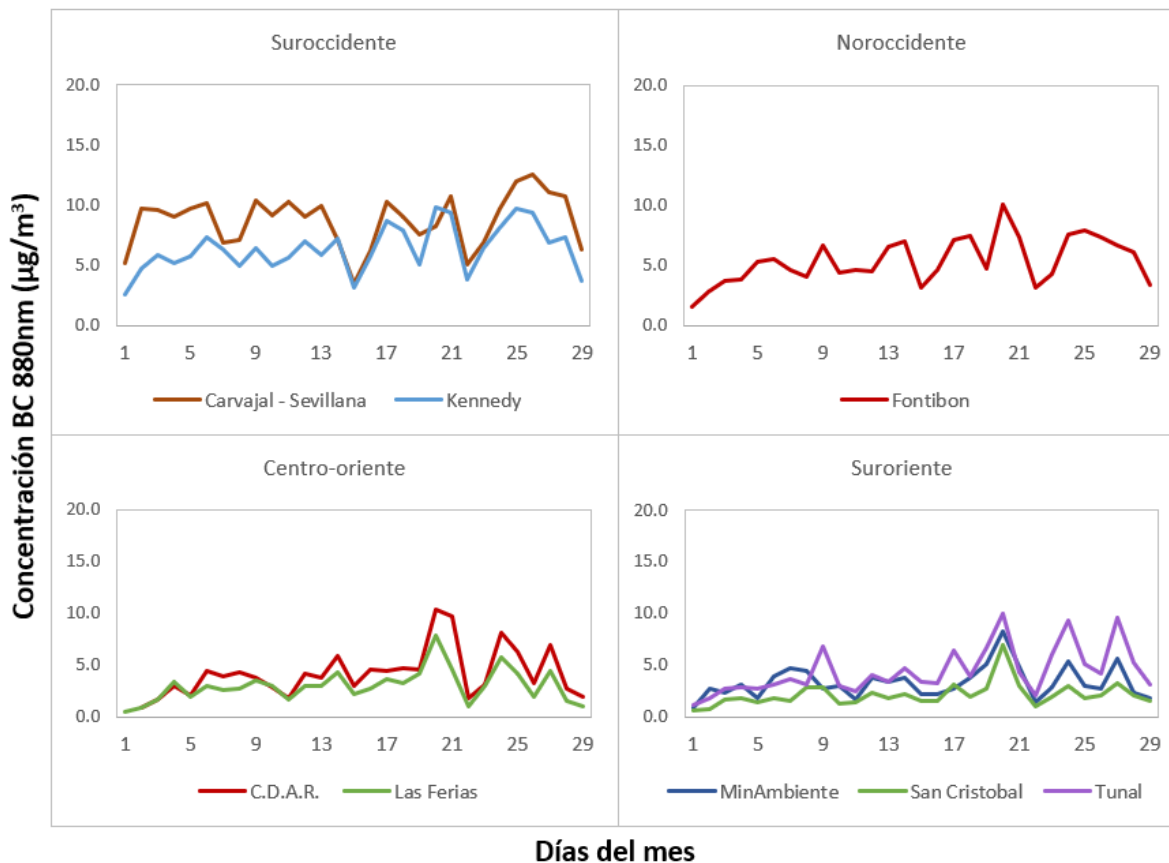 Concentración BC 880nm (µg/m³)
Suroccidente
20.0
15.0
10.0
5.0
0.0
1 5 9 13 17 21 25 29
Carvajal - Sevillana Kennedy
Noroccidente
20.0
15.0
10.0
5.0
0.0
1 5 9 13 17 21 25 29
Fontibon
Centro-oriente
20.0
15.0
10.0
5.0
0.0
1 5 9 13 17 21 25 29
C.D.A.R. Las Ferias
Suroriente
20.0
15.0
10.0
5.0
0.0
1 5 9 13 17 21 25 29
MinAmbiente San Cristobal Tunal
Días del mes